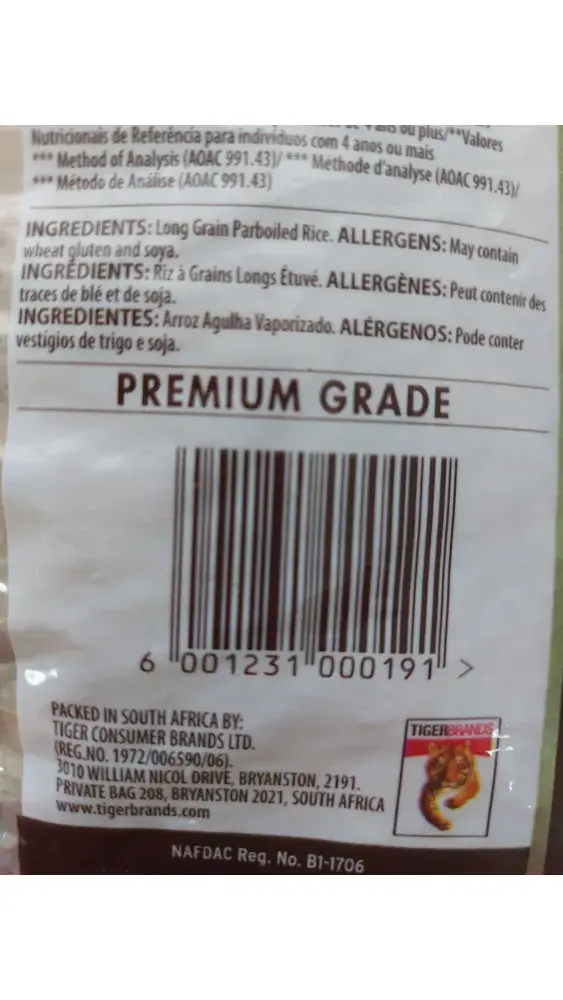 ou plus/**Valores
Nutricionais de Referência para indivíduos com 4 anos ou mais
*** Method of Analysis (AOAC 991.43)/*** Méthode d'analyse (AOAC 991.43)/
*** Método de Análise (AOAC 991.43)
INGREDIENTS: Long Grain Parboiled Rice. ALLERGENS: May contain
wheat gluten and soya.
INGRÉDIENTS: Riz à Grains Longs Étuvé. ALLERGÈNES: Peut contenir des
traces de blé et de soja.
INGREDIENTES: Arroz Agulha Vaporizado. ALÉRGENOS: Pode conter
vestígios de trigo e soja.
PREMIUM GRADE
6 001231 000191 >
PACKED IN SOUTH AFRICA BY:
TIGER CONSUMER BRANDS LTD.
(REG.NO. 1972/006590/06).
3010 WILLIAM NICOL DRIVE, BRYANSTON, 2191.
PRIVATE BAG 208, BRYANSTON 2021, SOUTH AFRICA
www.tigerbrands.com
TIGERBRANDS
NAFDAC Reg. No. B1-1706